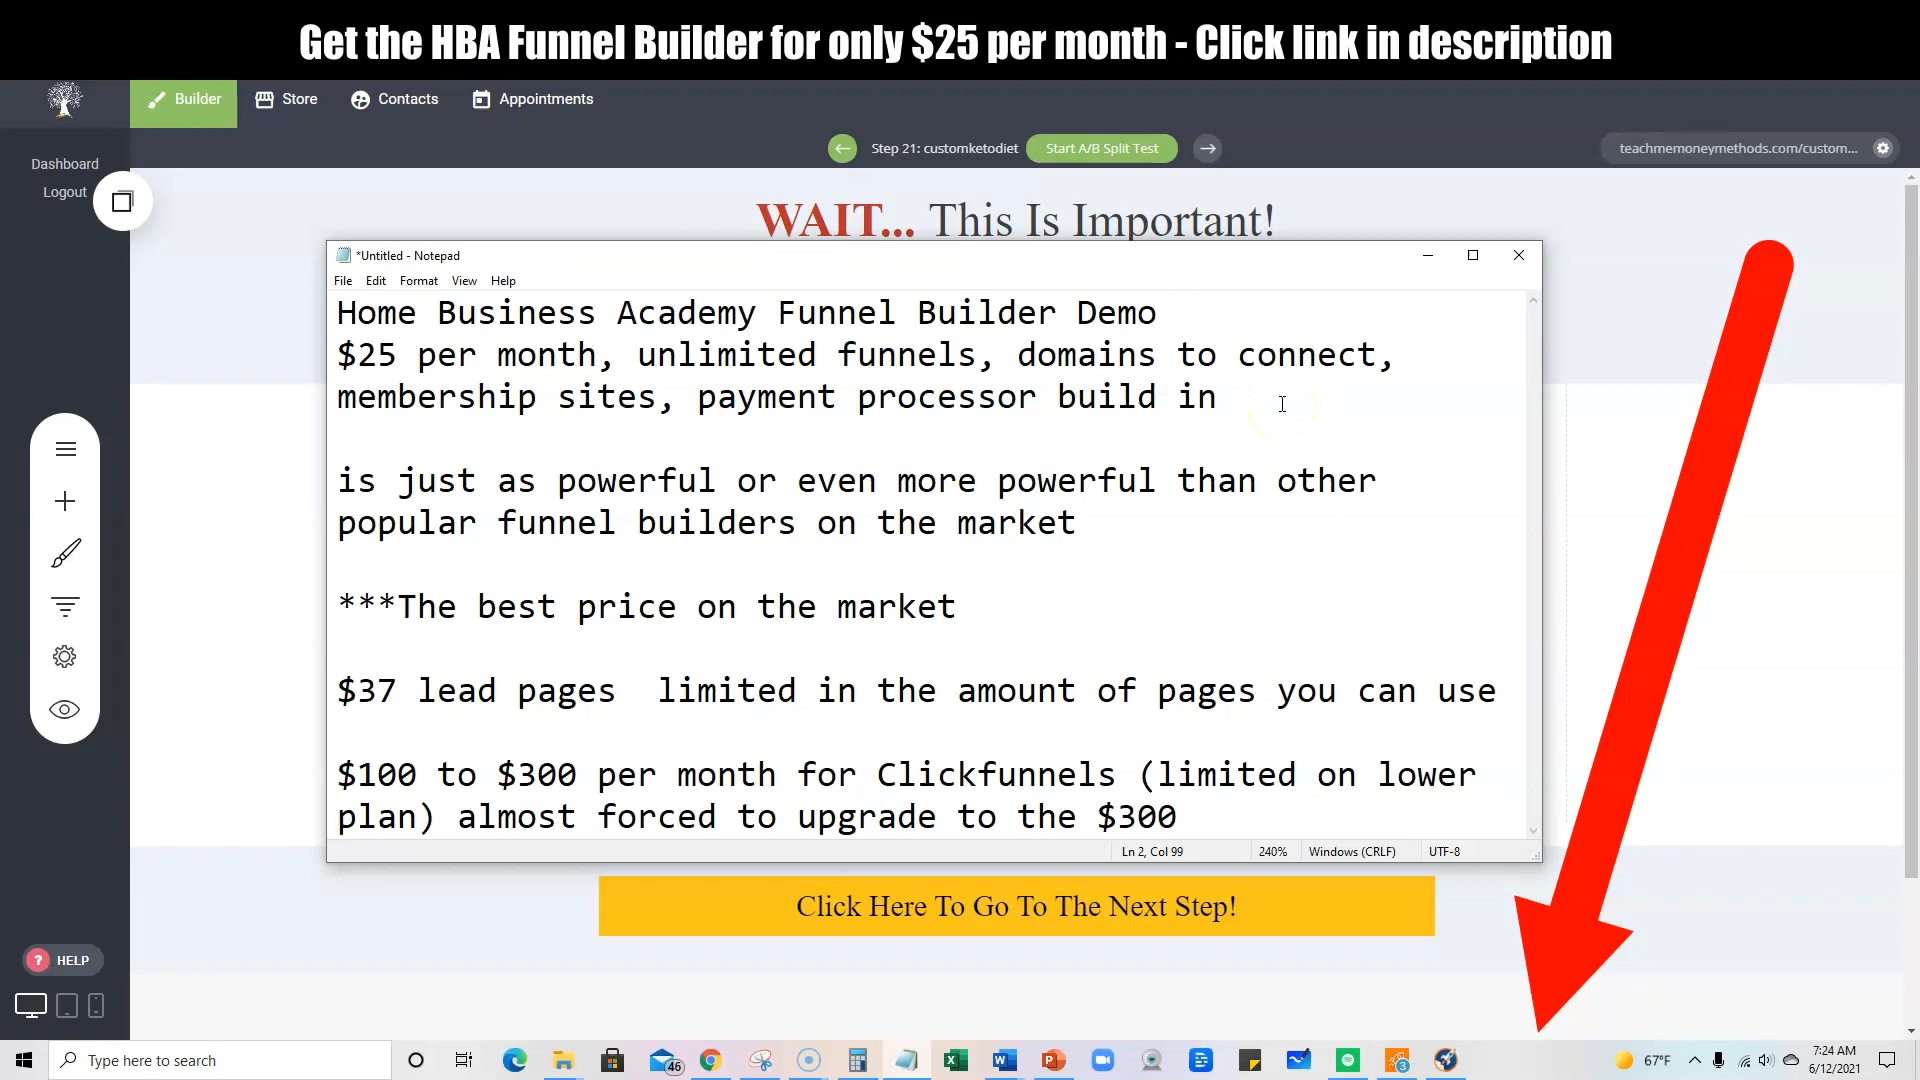 Get the HBA Funnel Builder for only $25 per month - Click link in description
Builder
Store
Contacts
Appointments
Step 21: customketodiet
Start A/B Split Test
teachmemoneymethods.com/custom...
Dashboard
Logout
WAIT... This Is Important!
*Untitled - Notepad
File Edit Format View Help
Home Business Academy Funnel Builder Demo
$25 per month, unlimited funnels, domains to connect,
membership sites, payment processor build in
is just as powerful or even more powerful than other
popular funnel builders on the market
***The best price on the market
$37 lead pages  limited in the amount of pages you can use
$100 to $300 per month for Clickfunnels (limited on lower
plan) almost forced to upgrade to the $300
Ln 2, Col 99
240%
Windows (CRLF)
UTF-8
Click Here To Go To The Next Step!
? HELP
Type here to search
46
3
67°F
7:24 AM
6/12/2021